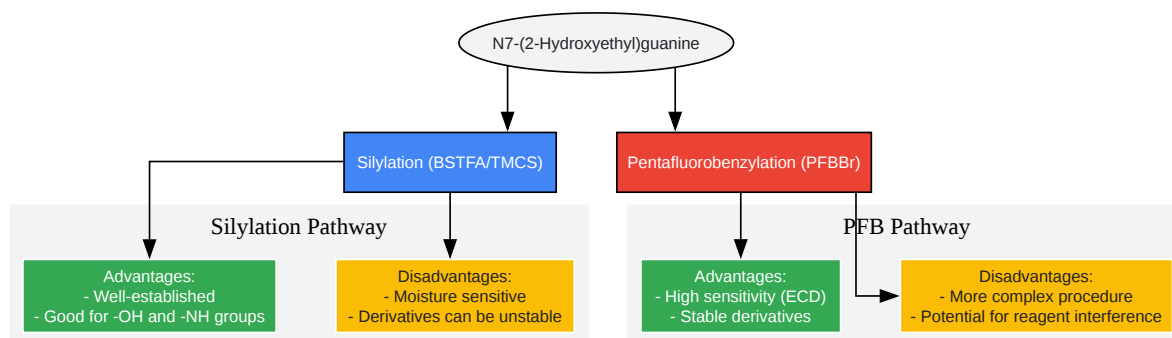 N7-(2-Hydroxyethyl)guanine
Silylation (BSTFA/TMCS)
Pentafluorobenzylation (PFBBr)
Silylation Pathway
Advantages:
- Well-established
- Good for -OH and -NH groups
Disadvantages:
- Moisture sensitive
- Derivatives can be unstable
PFB Pathway
Advantages:
- High sensitivity (ECD)
- Stable derivatives
Disadvantages:
- More complex procedure
- Potential for reagent interference